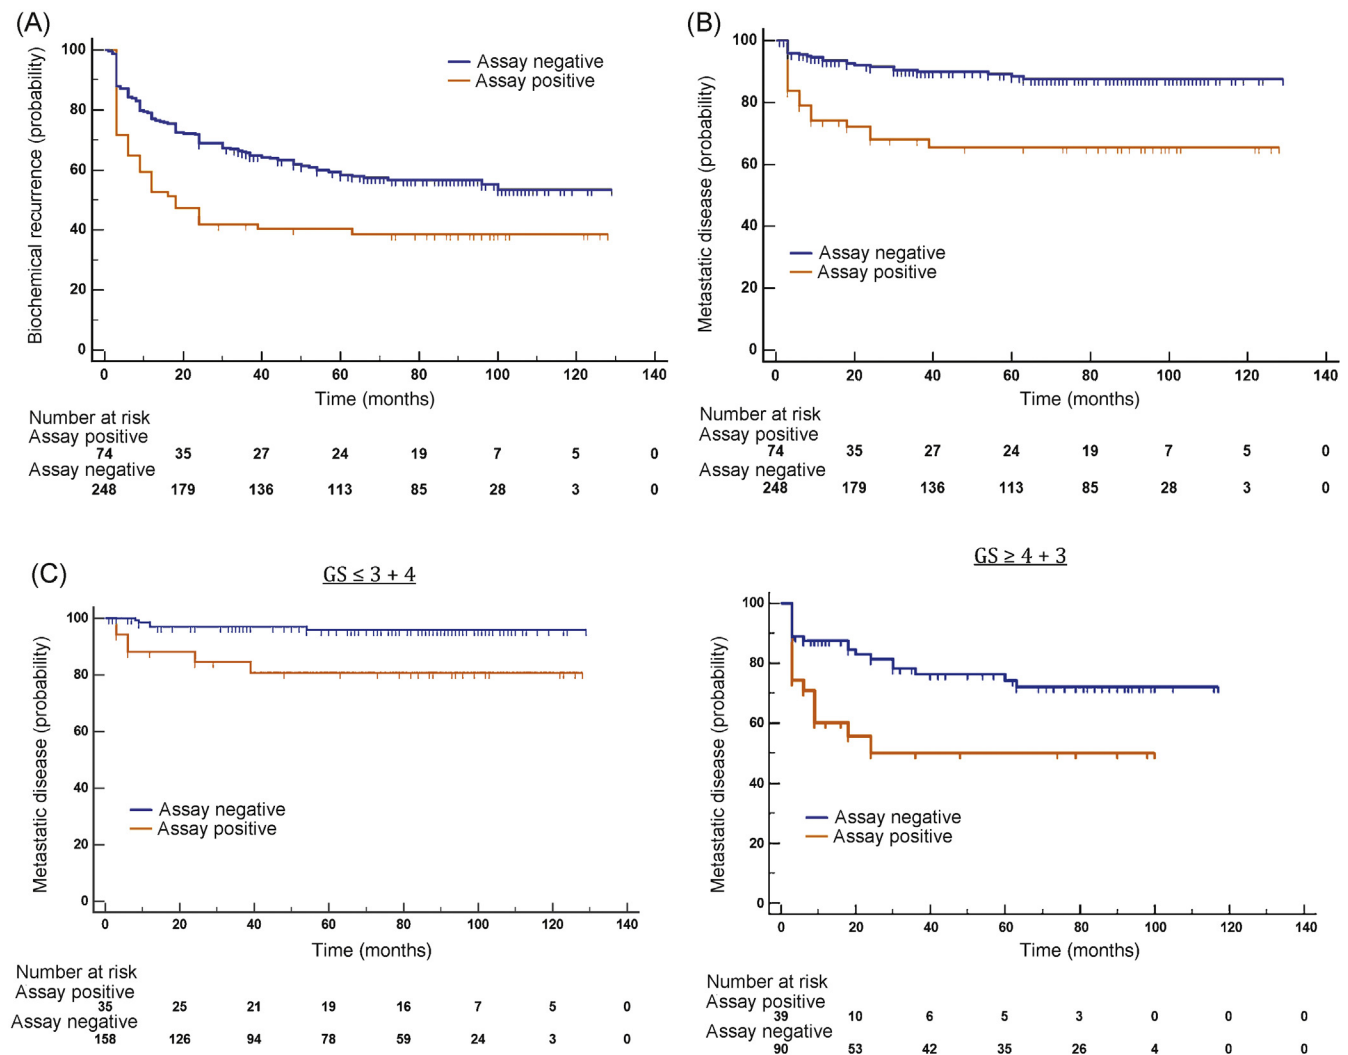 (A)
Biochemical recurrence (probability)
100
80
60
40
20
0
Assay negative
Assay positive
0 20 40 60 80 100 120 140
Time (months)
Number at risk
Assay positive
74 35 27 24 19 7 5 0
Assay negative
248 179 136 113 85 28 3 0
(B)
Metastatic disease (probability)
100
80
60
40
20
0
Assay negative
Assay positive
0 20 40 60 80 100 120 140
Time (months)
Number at risk
Assay positive
74 35 27 24 19 7 5 0
Assay negative
248 179 136 113 85 28 3 0
(C)
GS ≤ 3 + 4
Metastatic disease (probability)
100
80
60
40
20
0
Assay negative
Assay positive
0 20 40 60 80 100 120 140
Time (months)
Number at risk
Assay positive
35 25 21 19 16 7 5 0
Assay negative
158 126 94 78 59 24 3 0
GS ≥ 4 + 3
Metastatic disease (probability)
100
80
60
40
20
0
Assay negative
Assay positive
0 20 40 60 80 100 120 140
Time (months)
Number at risk
Assay positive
39 10 6 5 3 0 0 0
Assay negative
90 53 42 35 26 4 0 0